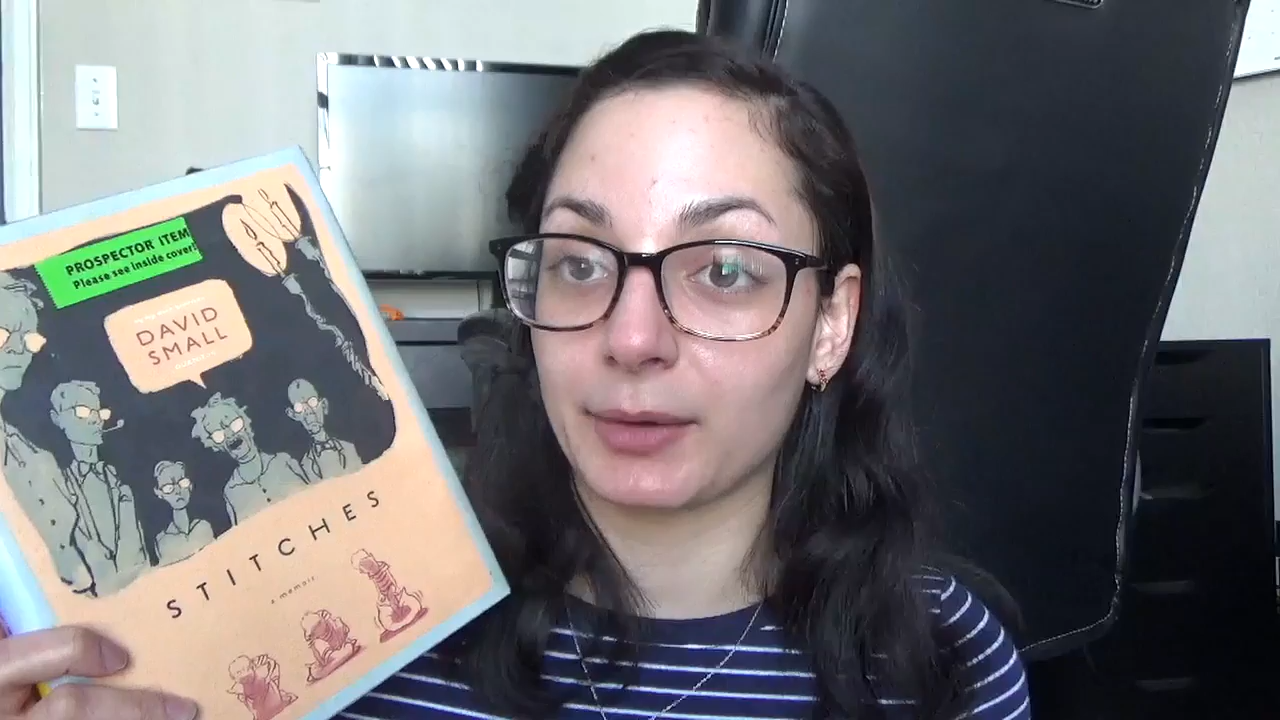 PROSPECTOR ITEM
Please see inside cover!
DAVID
SMALL
STITCHES
a memoir